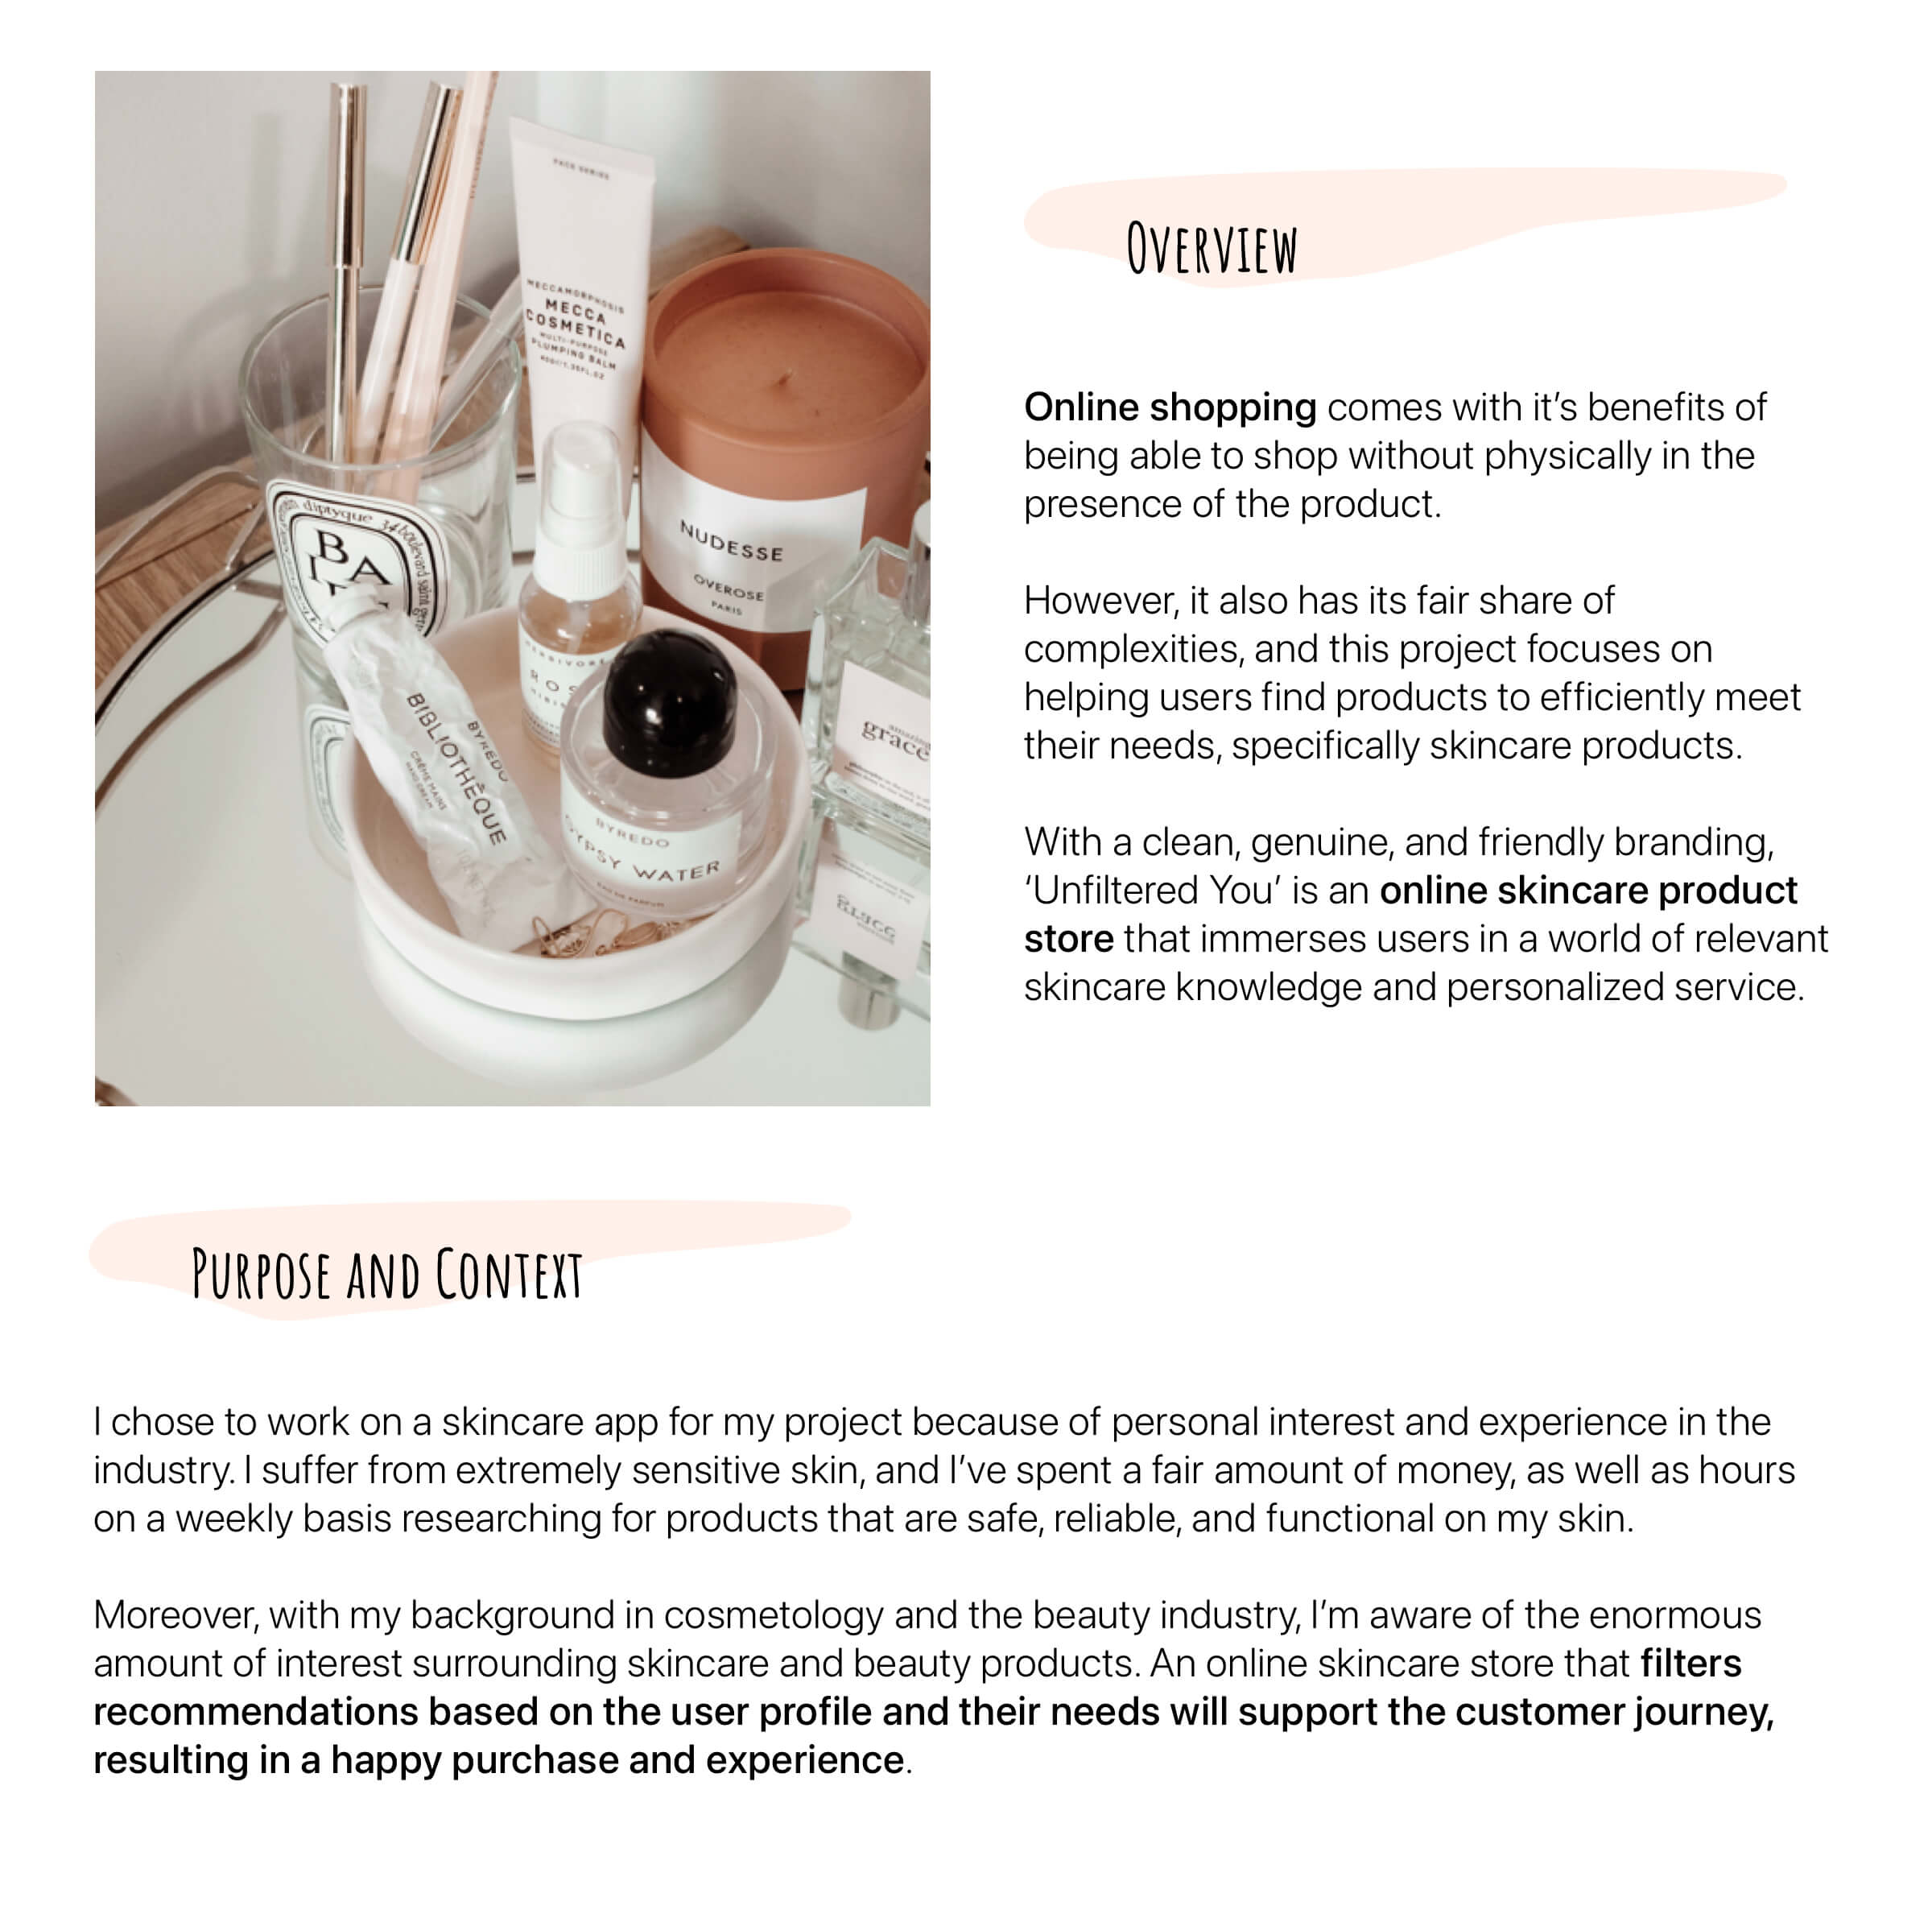 FACE SERIES
MECCAMORPHOSIS
MECCA
COSMETICA
MULTI-PURPOSE
PLUMPING BALM
diptyque 34 boulevard saint
BA
NUDESSE
OVEROSE
PARIS
HERBIVORE
ROS
BYREDO
BIBLIOTHÈQUE
CRÈME MAINS
HAND CREAM
BYREDO
GYPSY WATER
EAU DE PARFUM
amazing
grace
OVERVIEW
Online shopping comes with it's benefits of
being able to shop without physically in the
presence of the product.
However, it also has its fair share of
complexities, and this project focuses on
helping users find products to efficiently meet
their needs, specifically skincare products.
With a clean, genuine, and friendly branding,
‘Unfiltered You’ is an online skincare product
store that immerses users in a world of relevant
skincare knowledge and personalized service.
PURPOSE AND CONTEXT
I chose to work on a skincare app for my project because of personal interest and experience in the
industry. I suffer from extremely sensitive skin, and I’ve spent a fair amount of money, as well as hours
on a weekly basis researching for products that are safe, reliable, and functional on my skin.
Moreover, with my background in cosmetology and the beauty industry, I’m aware of the enormous
amount of interest surrounding skincare and beauty products. An online skincare store that filters
recommendations based on the user profile and their needs will support the customer journey,
resulting in a happy purchase and experience.